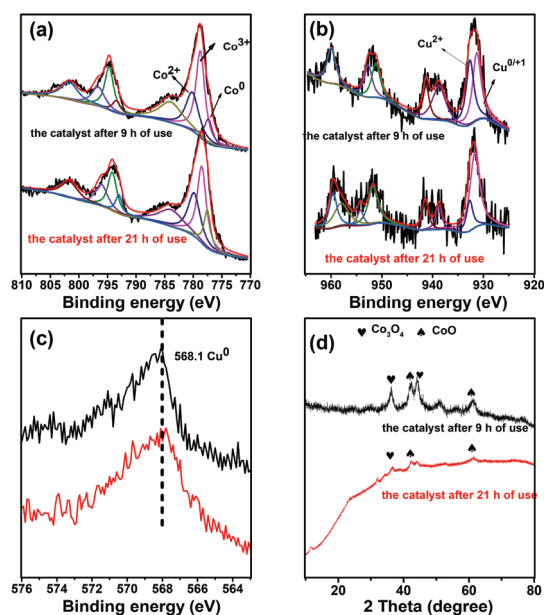 (a)
Co3+
Co2+
Co0
the catalyst after 9 h of use
the catalyst after 21 h of use
810 800 790 780 770
Binding energy (eV)
(b)
Cu2+
Cu0/+1
the catalyst after 9 h of use
the catalyst after 21 h of use
960 950 940 930 920
Binding energy (eV)
(c)
568.1 Cu0
576 574 572 570 568 566 564
Binding energy (eV)
(d)
♥ Co3O4 ♠ CoO
the catalyst after 9 h of use
the catalyst after 21 h of use
20 40 60 80
2 Theta (degree)